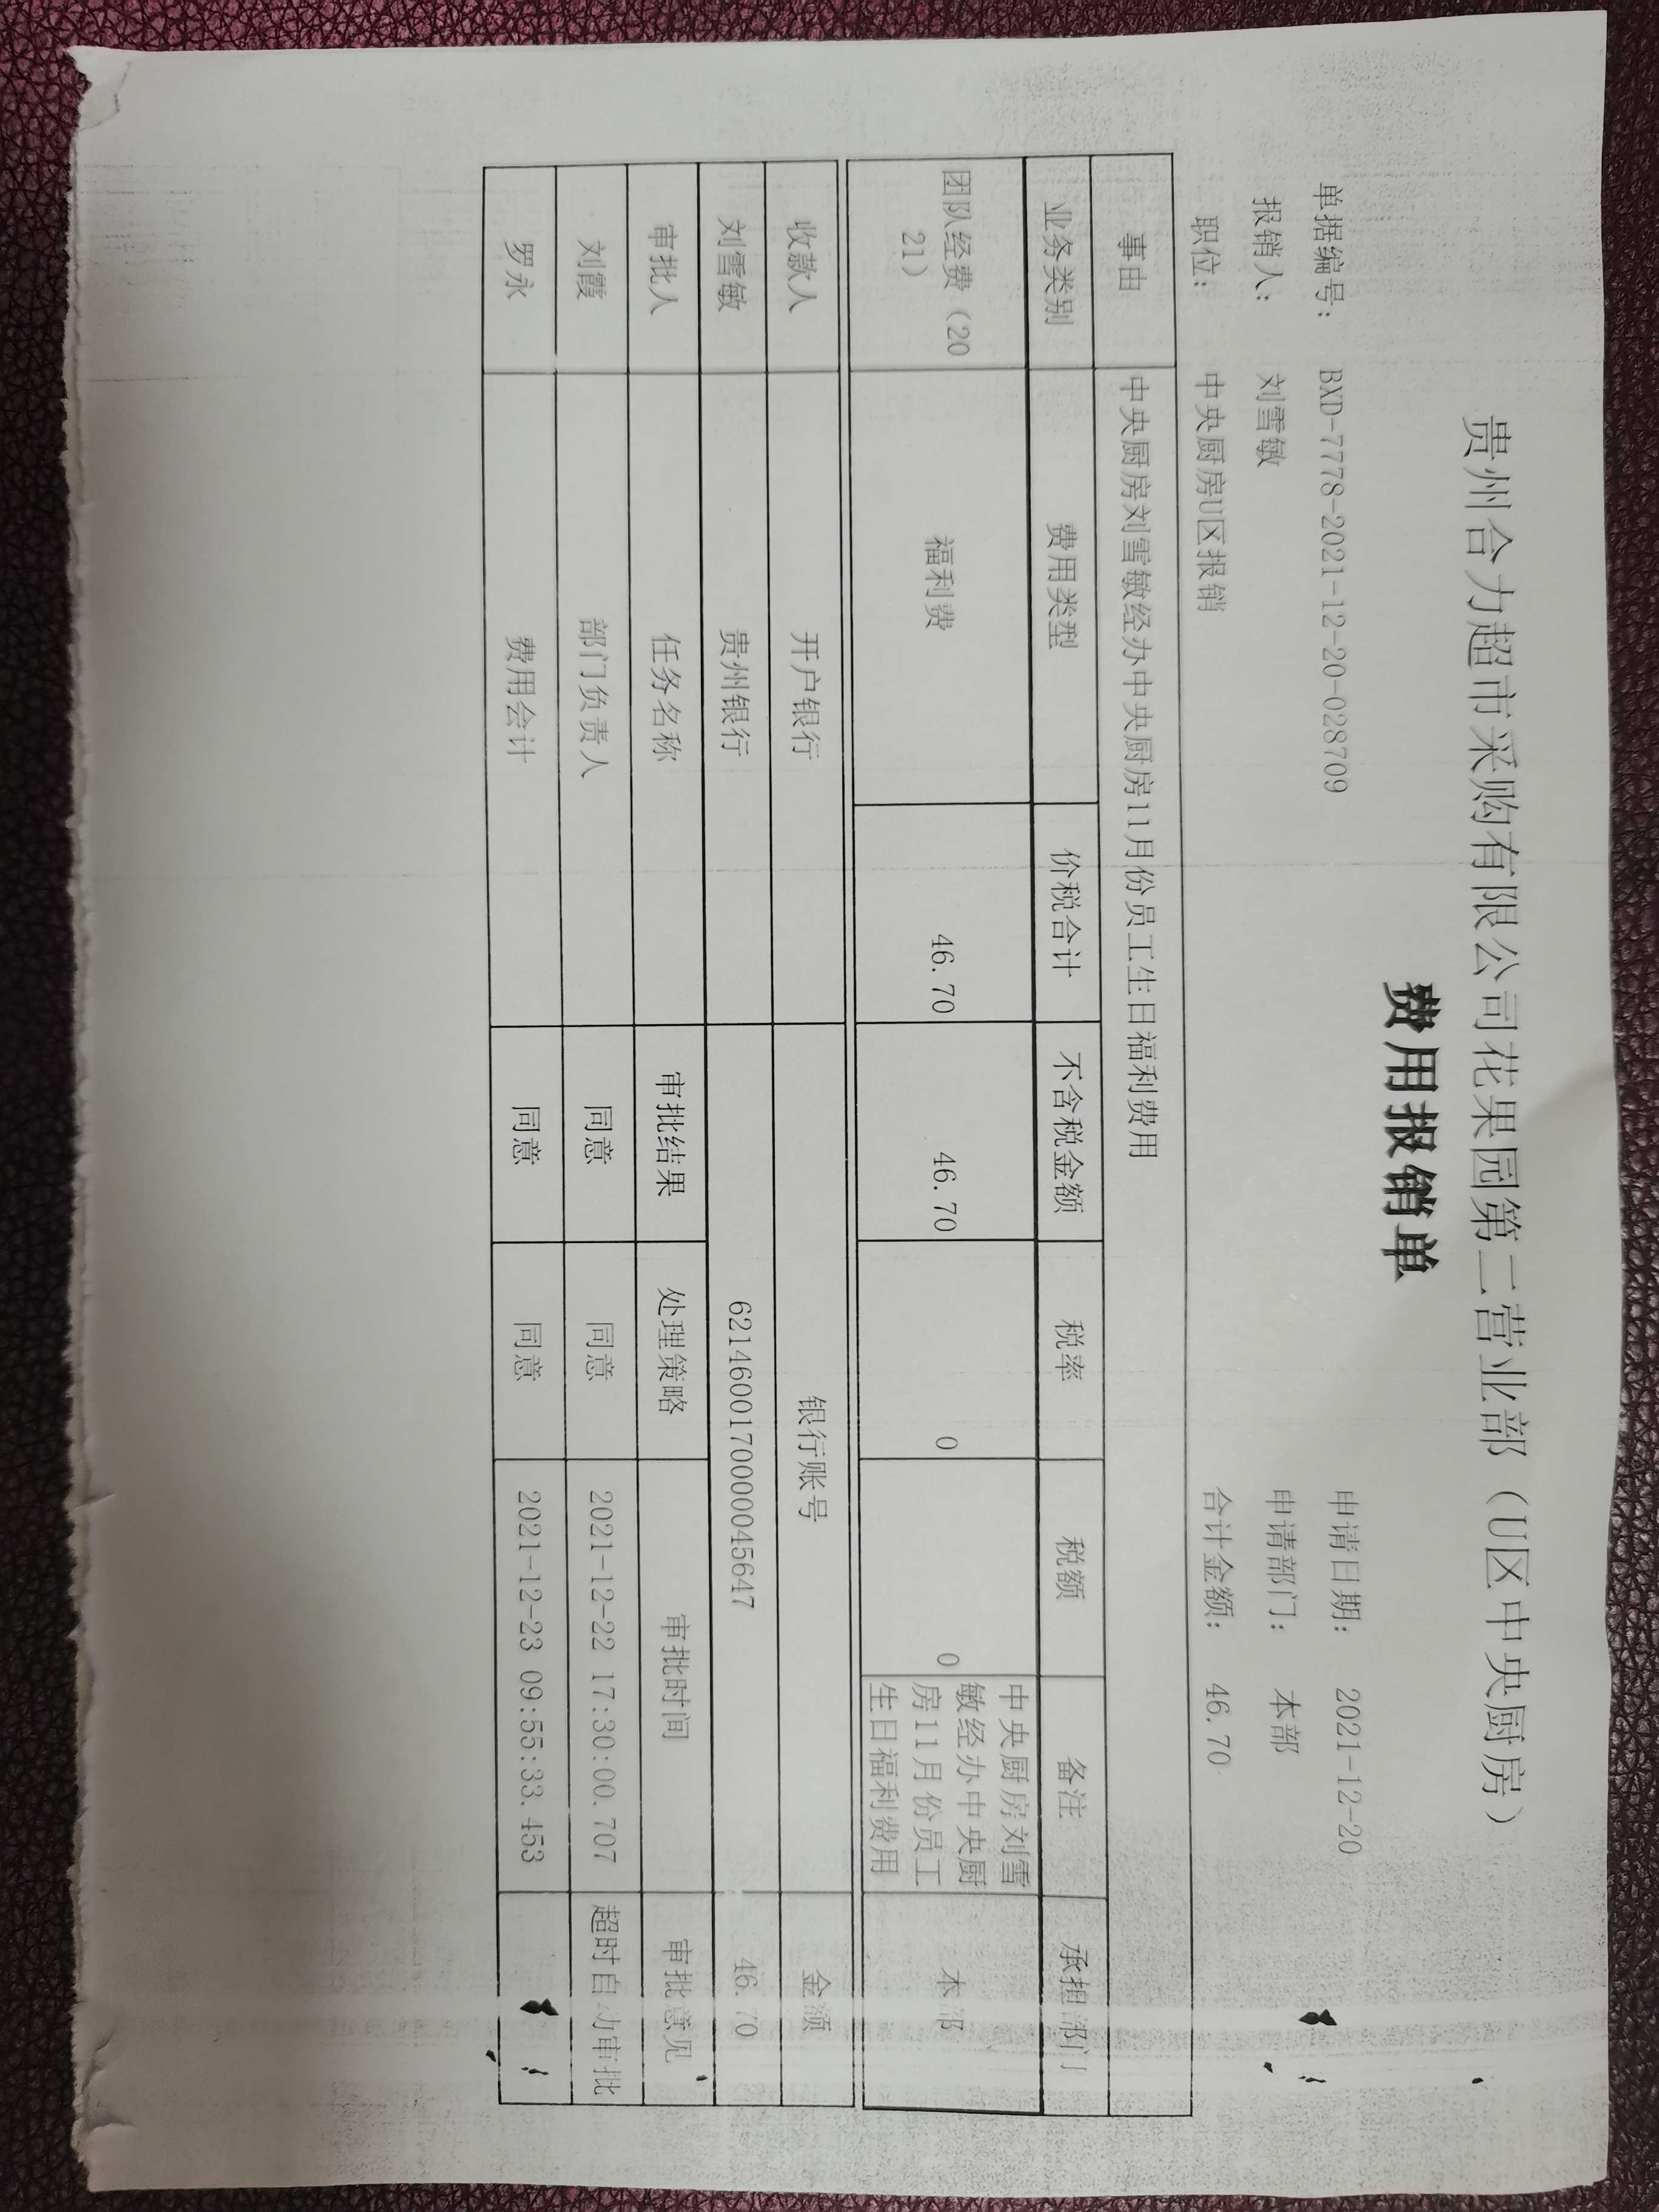 贵州合力超市采购有限公司花果园第二营业部（U区中央厨房）
费用报销单
单据编号： BXD-7778-2021-12-20-028709 申请日期： 2021-12-20
报销人： 刘雪敏 申请部门： 本部
职位： 中央厨房U区报销 合计金额： 46.70
事由 中央厨房刘雪敏经办中央厨房11月份员工生日福利费用
业务类别 费用类型 价税合计 不含税金额 税率 税额 备注 承担部门
团队经费（20
21） 福利费 46.70 46.70 0 0 中央厨房刘雪
敏经办中央厨
房11月份员工
生日福利费用 本部
收款人 开户银行 银行账号 金额
刘雪敏 贵州银行 6214600170000045647 46.70
审批人 任务名称 审批结果 处理策略 审批时间 审批意见
刘霞 部门负责人 同意 同意 2021-12-22 17:30:00.707 超时自动审批
罗永 费用会计 同意 同意 2021-12-23 09:55:33.453